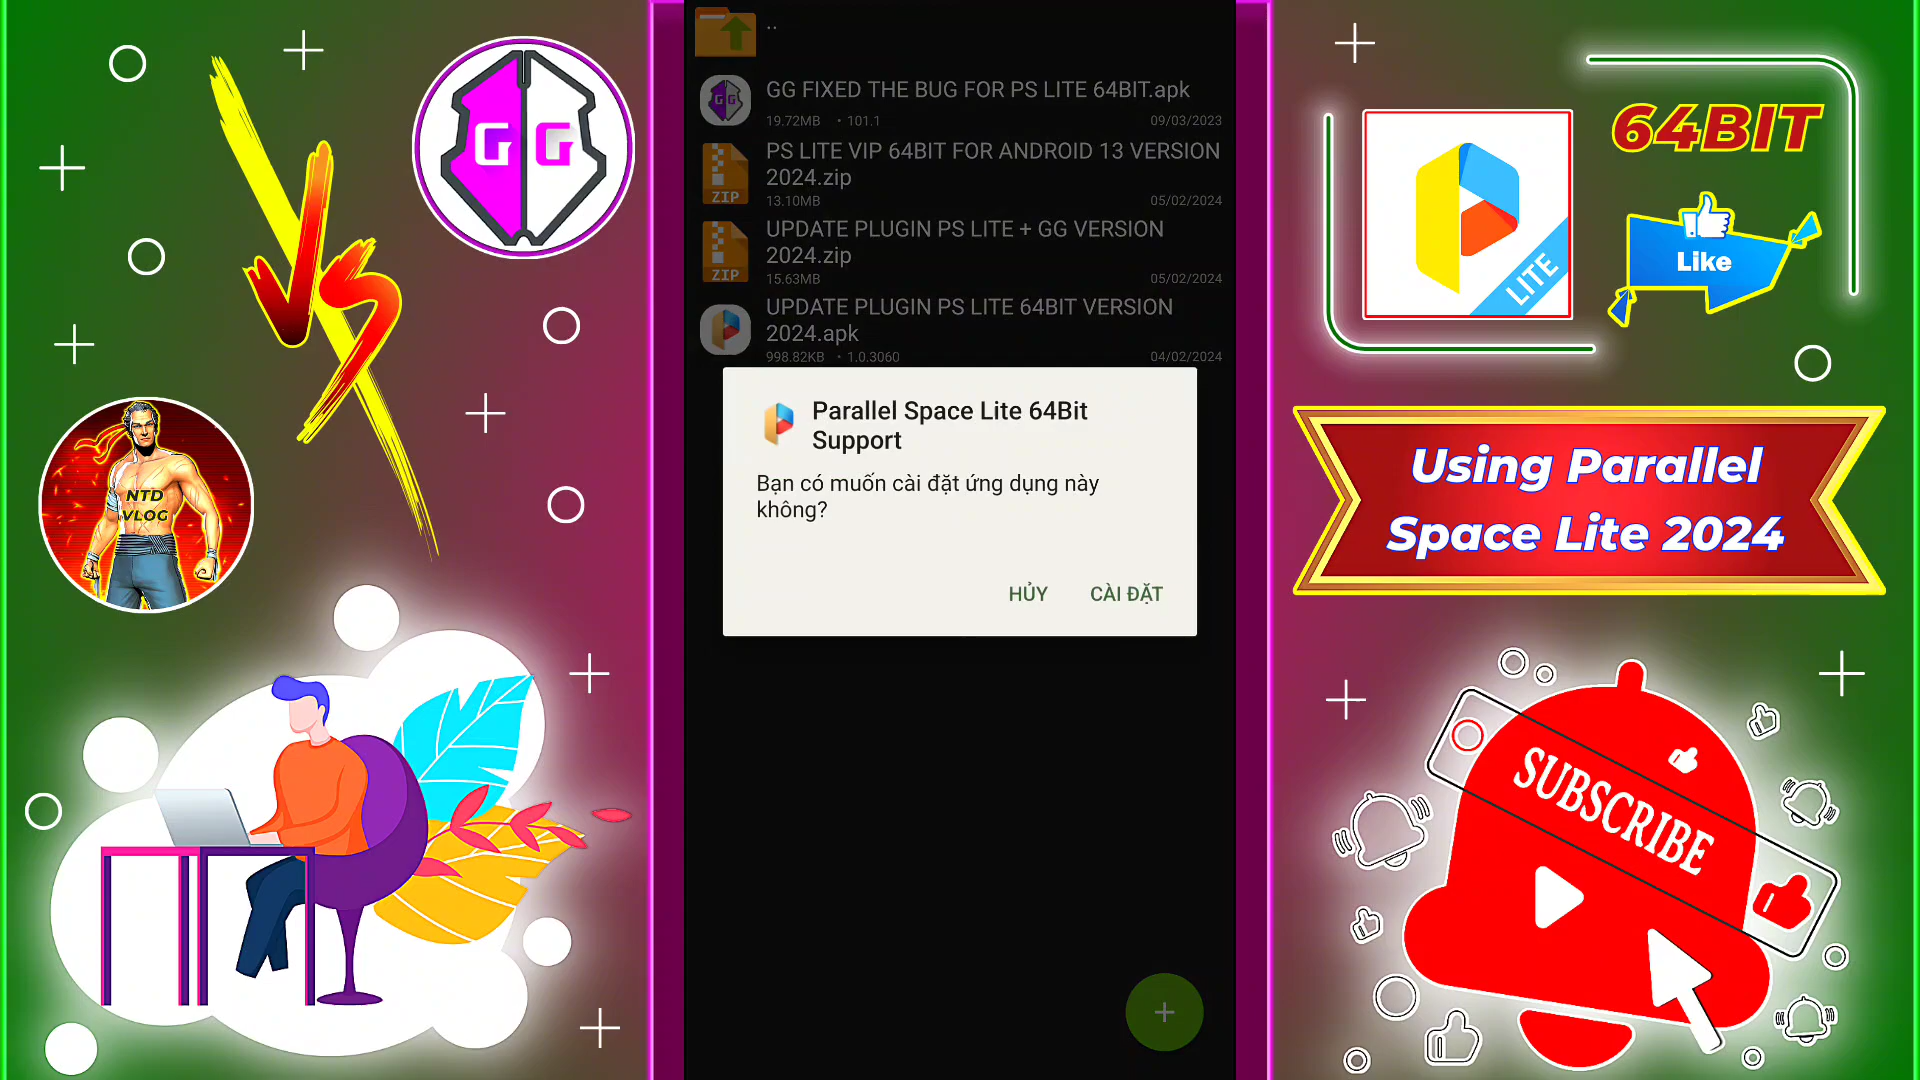 VS
G G
NTD
VLOG
..
GG FIXED THE BUG FOR PS LITE 64BIT.apk
19.72MB • 101.1 09/03/2023
PS LITE VIP 64BIT FOR ANDROID 13 VERSION
2024.zip
ZIP
13.10MB 05/02/2024
UPDATE PLUGIN PS LITE + GG VERSION
2024.zip
ZIP
15.63MB 05/02/2024
UPDATE PLUGIN PS LITE 64BIT VERSION
2024.apk
998.82KB • 1.0.3060 04/02/2024
Parallel Space Lite 64Bit
Support
Bạn có muốn cài đặt ứng dụng này
không?
HỦY CÀI ĐẶT
64BIT
LITE
Like
Using Parallel
Space Lite 2024
SUBSCRIBE